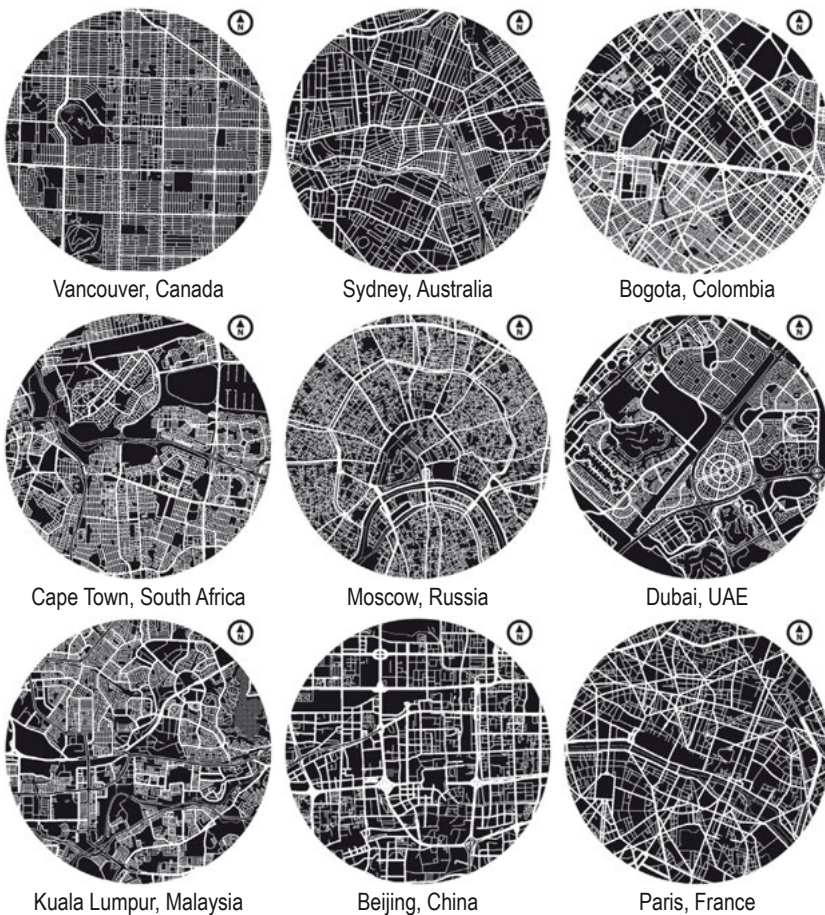 N N N
Vancouver, Canada Sydney, Australia Bogota, Colombia
N N N
Cape Town, South Africa Moscow, Russia Dubai, UAE
N N N
Kuala Lumpur, Malaysia Beijing, China Paris, France